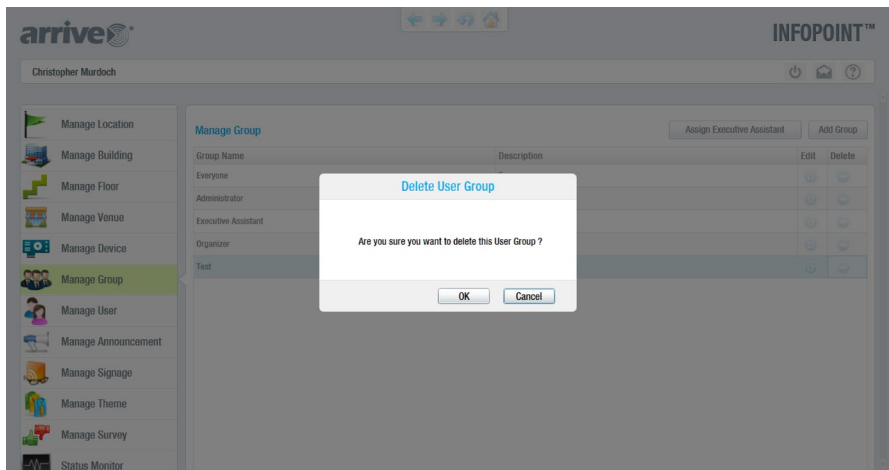 arrive
INFOPOINT™
Christopher Murdoch
Manage Location
Manage Building
Manage Floor
Manage Venue
Manage Device
Manage Group
Manage User
Manage Announcement
Manage Signage
Manage Theme
Manage Survey
Status Monitor
Manage Group
Assign Executive Assistant
Add Group
Group Name Description Edit Delete
Everyone
Administrator
Executive Assistant
Organizer
Test
Delete User Group
Are you sure you want to delete this User Group ?
OK Cancel